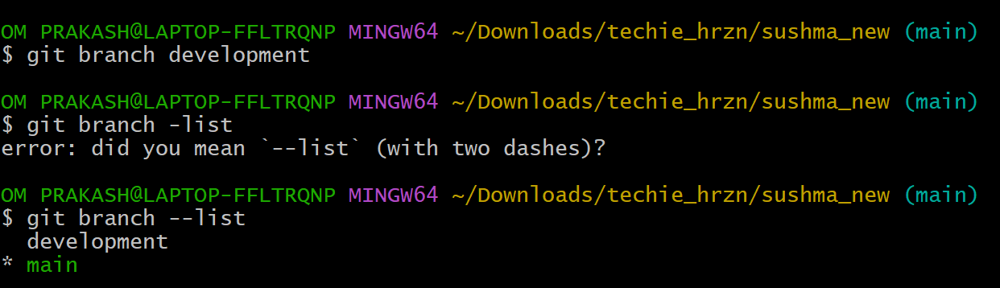 OM PRAKASH@LAPTOP-FFLTRQNP MINGW64 ~/Downloads/techie_hrzn/sushma_new (main)
$ git branch development
OM PRAKASH@LAPTOP-FFLTRQNP MINGW64 ~/Downloads/techie_hrzn/sushma_new (main)
$ git branch -list
error: did you mean `--list` (with two dashes)?
OM PRAKASH@LAPTOP-FFLTRQNP MINGW64 ~/Downloads/techie_hrzn/sushma_new (main)
$ git branch --list
  development
* main